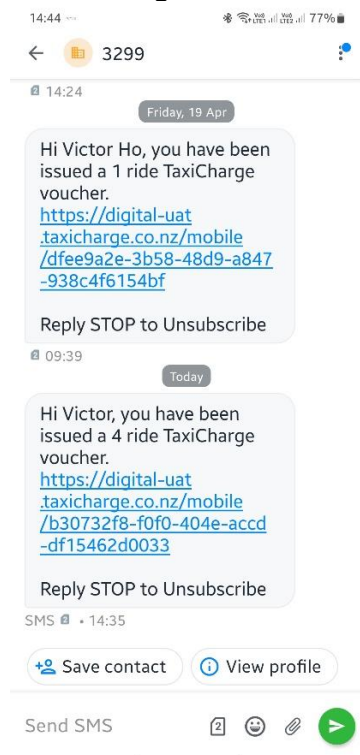 14:44
77%
3299
14:24
Friday, 19 Apr
Hi Victor Ho, you have been
issued a 1 ride TaxiCharge
voucher.
https://digital-uat
.taxicharge.co.nz/mobile
/dfee9a2e-3b58-48d9-a847
-938c4f6154bf
Reply STOP to Unsubscribe
2 09:39
Today
Hi Victor, you have been
issued a 4 ride TaxiCharge
voucher.
https://digital-uat
.taxicharge.co.nz/mobile
/b30732f8-f0f0-404e-accd
-df15462d0033
Reply STOP to Unsubscribe
SMS 2 • 14:35
Save contact
View profile
Send SMS
2